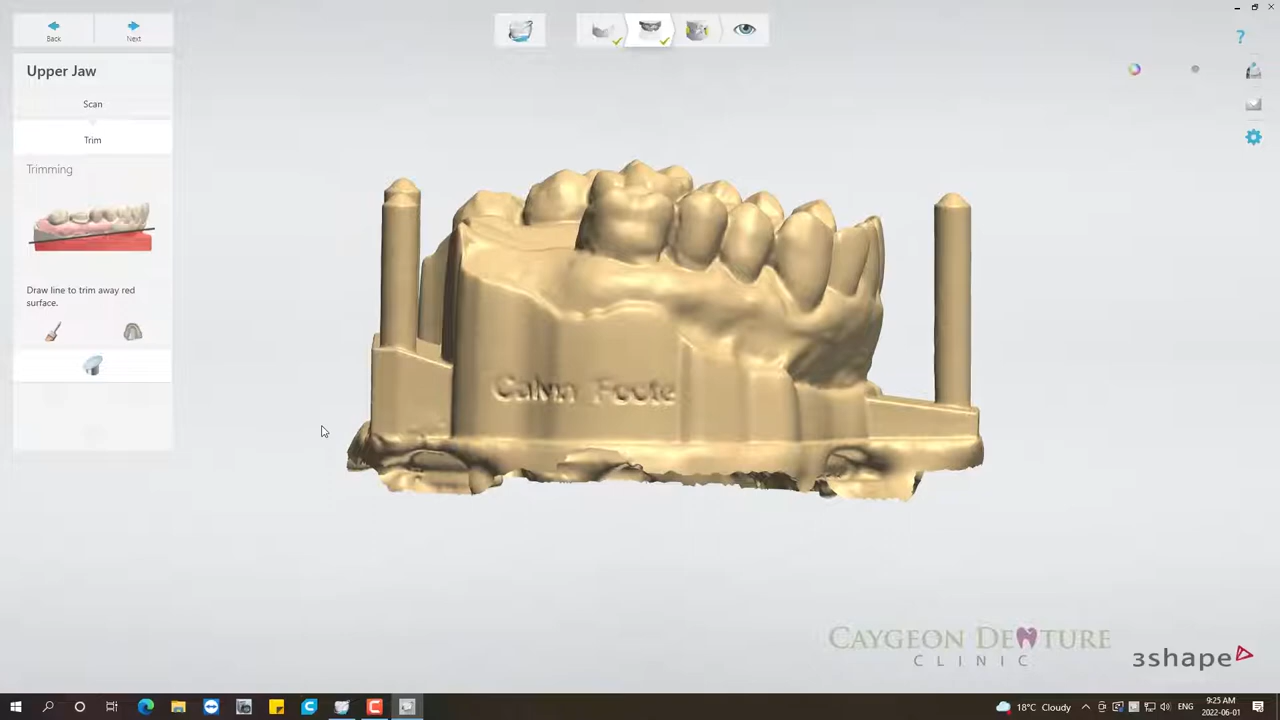 Back
Next
Upper Jaw
Scan
Trim
Trimming
Draw line to trim away red
surface.
?
Calvin Foote
CAYGEON DENTURE
CLINIC
3shape
18°C Cloudy
ENG
9:25 AM
2022-06-01